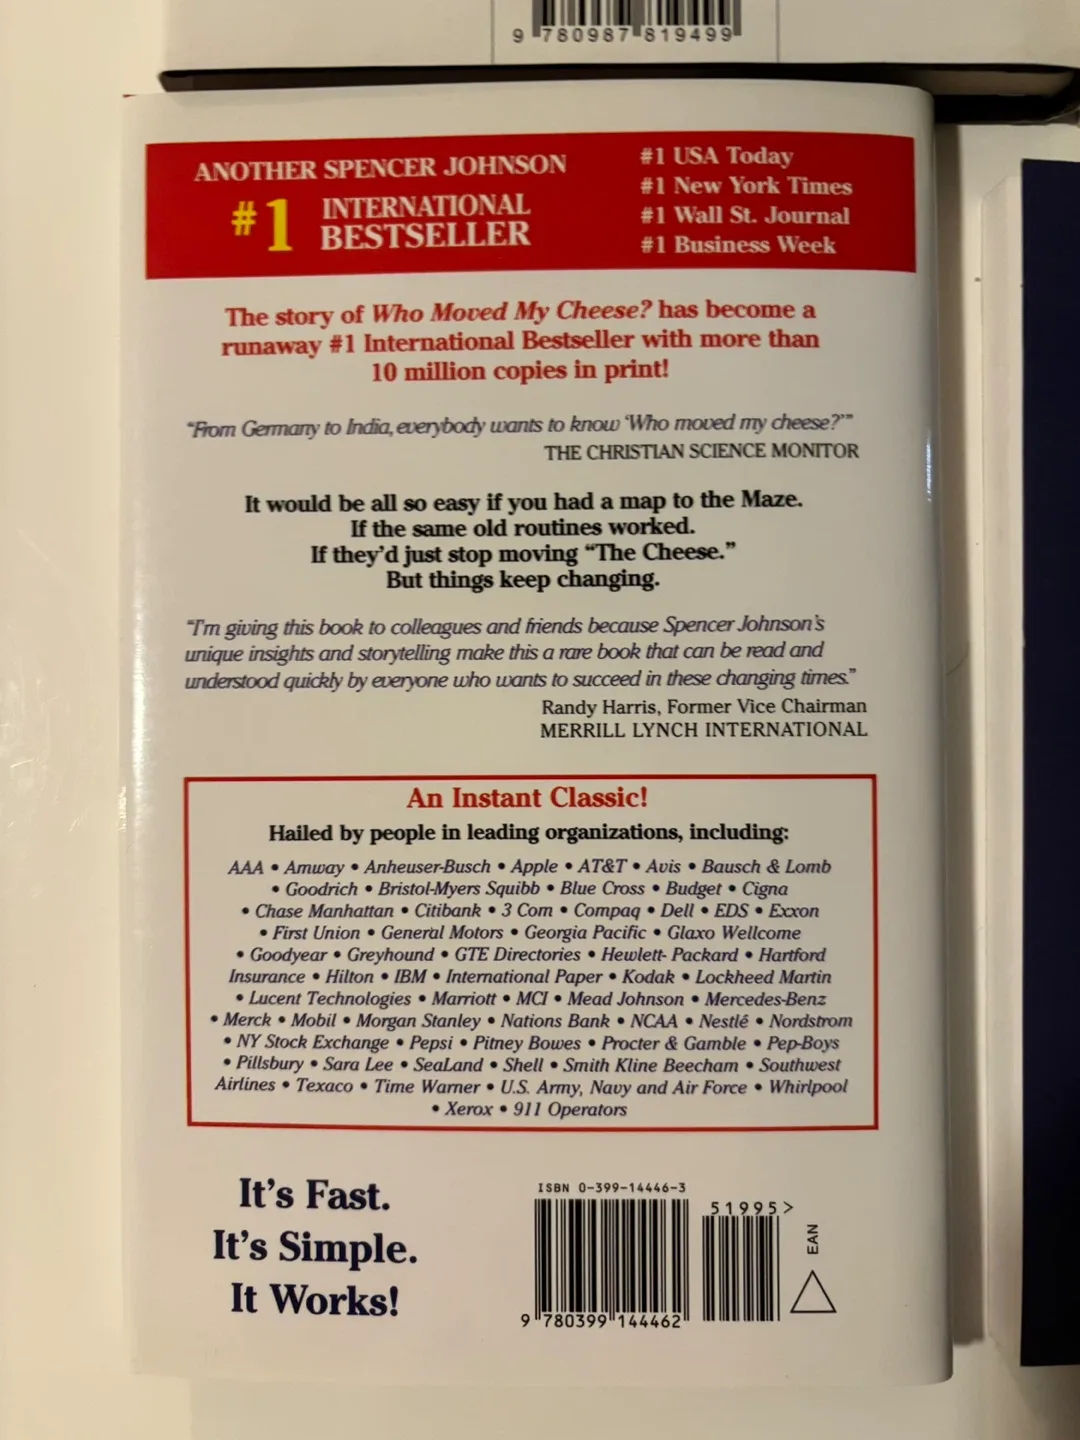 9 780987 819499
ANOTHER SPENCER JOHNSON
#1 INTERNATIONAL
BESTSELLER
#1 USA Today
#1 New York Times
#1 Wall St. Journal
#1 Business Week
The story of Who Moved My Cheese? has become a
runaway #1 International Bestseller with more than
10 million copies in print!
“From Germany to India, everybody wants to know ‘Who moved my cheese?’”
THE CHRISTIAN SCIENCE MONITOR
It would be all so easy if you had a map to the Maze.
If the same old routines worked.
If they’d just stop moving “The Cheese.”
But things keep changing.
“I’m giving this book to colleagues and friends because Spencer Johnson’s
unique insights and storytelling make this a rare book that can be read and
understood quickly by everyone who wants to succeed in these changing times.”
Randy Harris, Former Vice Chairman
MERRILL LYNCH INTERNATIONAL
An Instant Classic!
Hailed by people in leading organizations, including:
AAA • Amway • Anheuser-Busch • Apple • AT&T • Avis • Bausch & Lomb
• Goodrich • Bristol-Myers Squibb • Blue Cross • Budget • Cigna
• Chase Manhattan • Citibank • 3 Com • Compaq • Dell • EDS • Exxon
• First Union • General Motors • Georgia Pacific • Glaxo Wellcome
• Goodyear • Greyhound • GTE Directories • Hewlett- Packard • Hartford
Insurance • Hilton • IBM • International Paper • Kodak • Lockheed Martin
• Lucent Technologies • Marriott • MCI • Mead Johnson • Mercedes-Benz
• Merck • Mobil • Morgan Stanley • Nations Bank • NCAA • Nestlé • Nordstrom
• NY Stock Exchange • Pepsi • Pitney Bowes • Procter & Gamble • Pep-Boys
• Pillsbury • Sara Lee • SeaLand • Shell • Smith Kline Beecham • Southwest
Airlines • Texaco • Time Warner • U.S. Army, Navy and Air Force • Whirlpool
• Xerox • 911 Operators
It’s Fast.
It’s Simple.
It Works!
ISBN 0-399-14446-3
51995>
EAN
9 780399 144462